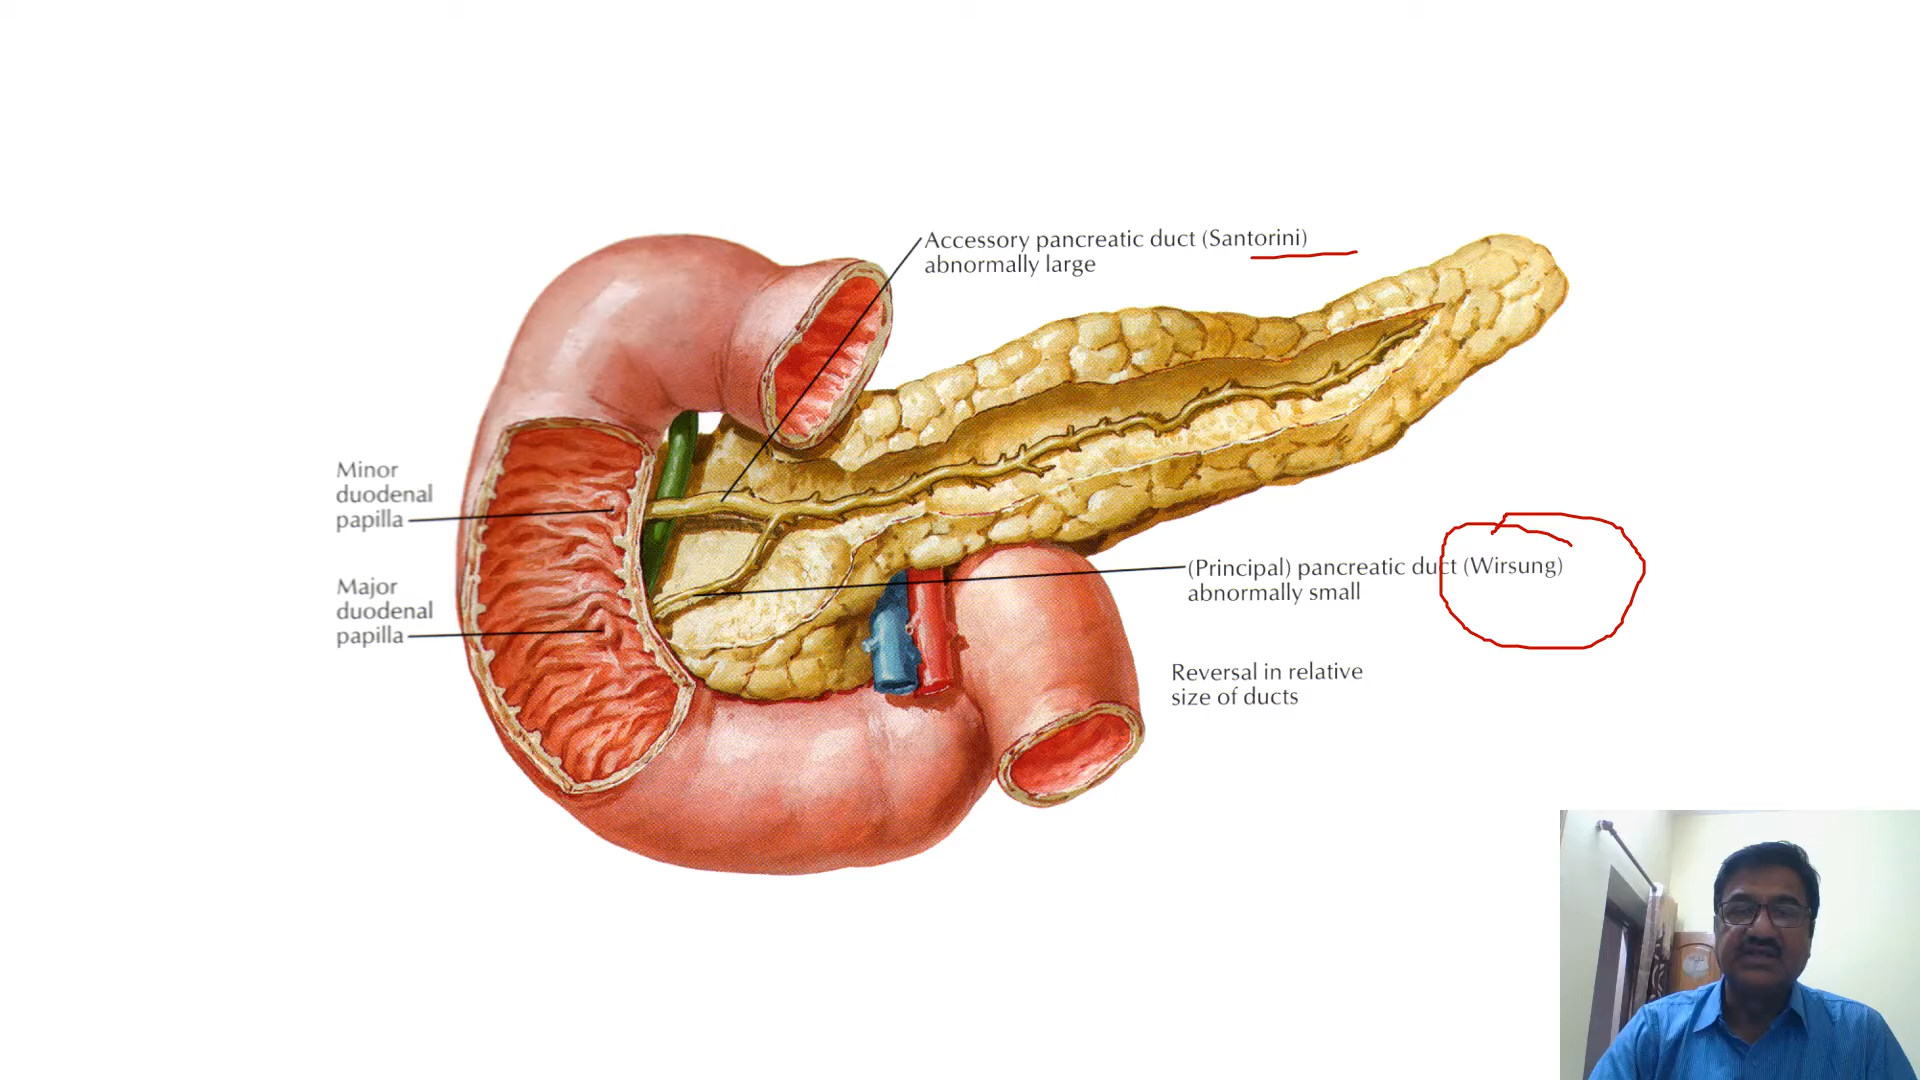 Accessory pancreatic duct (Santorini)
abnormally large
Minor
duodenal
papilla
Major
duodenal
papilla
(Principal) pancreatic duct (Wirsung)
abnormally small
Reversal in relative
size of ducts